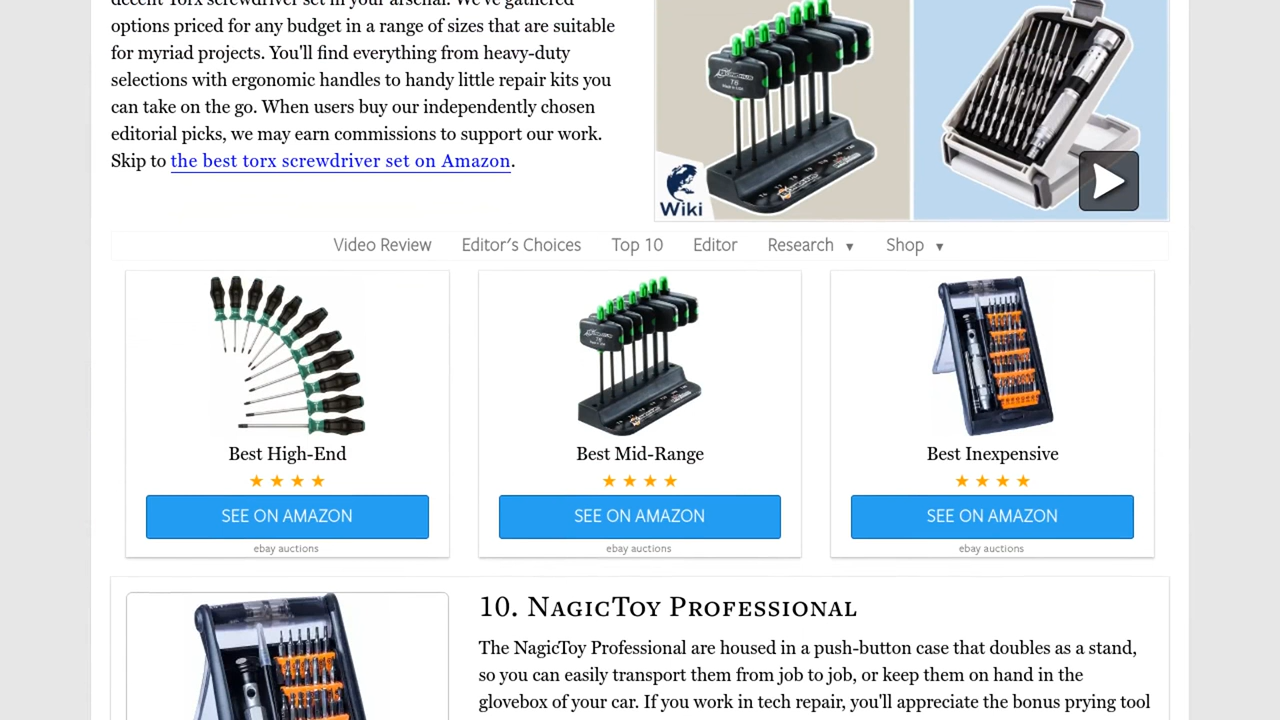 decent Torx screwdriver set in your arsenal. We've gathered
options priced for any budget in a range of sizes that are suitable
for myriad projects. You'll find everything from heavy-duty
selections with ergonomic handles to handy little repair kits you
can take on the go. When users buy our independently chosen
editorial picks, we may earn commissions to support our work.
Skip to the best torx screwdriver set on Amazon.
Wiki
Video Review Editor's Choices Top 10 Editor Research ▼ Shop ▼
Best High-End
SEE ON AMAZON
ebay auctions
Best Mid-Range
SEE ON AMAZON
ebay auctions
Best Inexpensive
SEE ON AMAZON
ebay auctions
10. NagicToy Professional
The NagicToy Professional are housed in a push-button case that doubles as a stand,
so you can easily transport them from job to job, or keep them on hand in the
glovebox of your car. If you work in tech repair, you'll appreciate the bonus prying tool